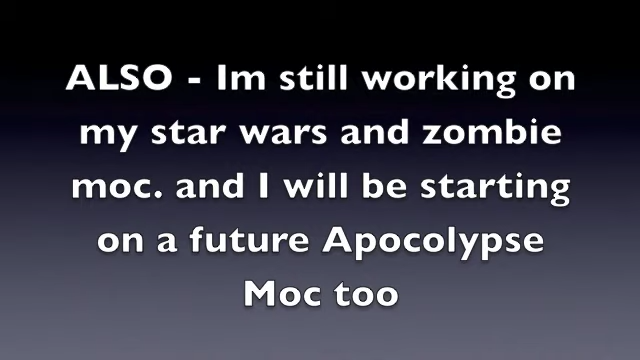 ALSO - Im still working on
my star wars and zombie
moc. and I will be starting
on a future Apocolypse
Moc too